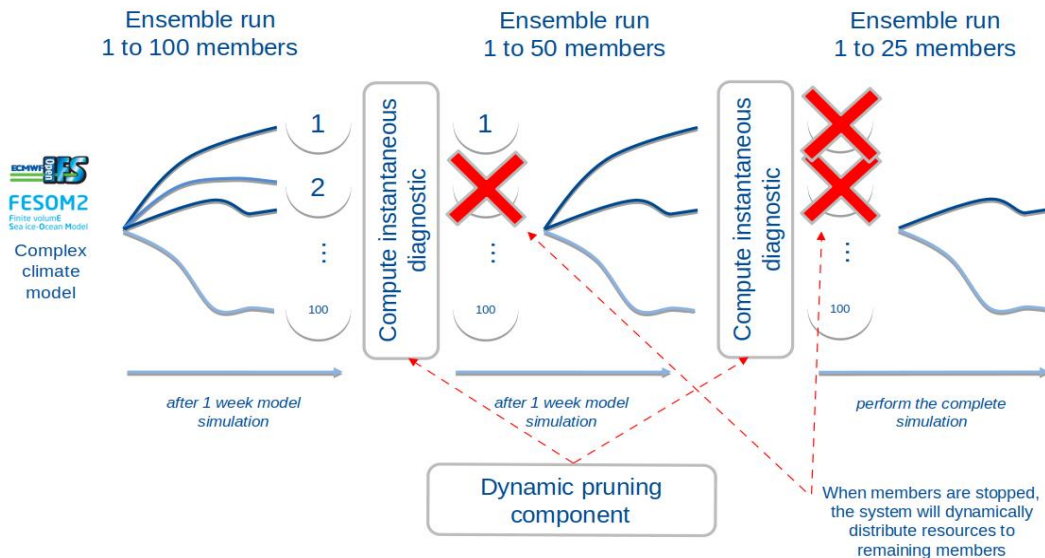 Ensemble run
1 to 100 members
Ensemble run
1 to 50 members
Ensemble run
1 to 25 members
ECMWF
Open
IFS
FESOM2
Finite volumE
Sea ice-Ocean Model
Complex
climate
model
1
2
⋮
100
Compute instantaneous
diagnostic
1
⋮
100
Compute instantaneous
diagnostic
⋮
100
after 1 week model
simulation
after 1 week model
simulation
perform the complete
simulation
Dynamic pruning
component
When members are stopped,
the system will dynamically
distribute resources to
remaining members